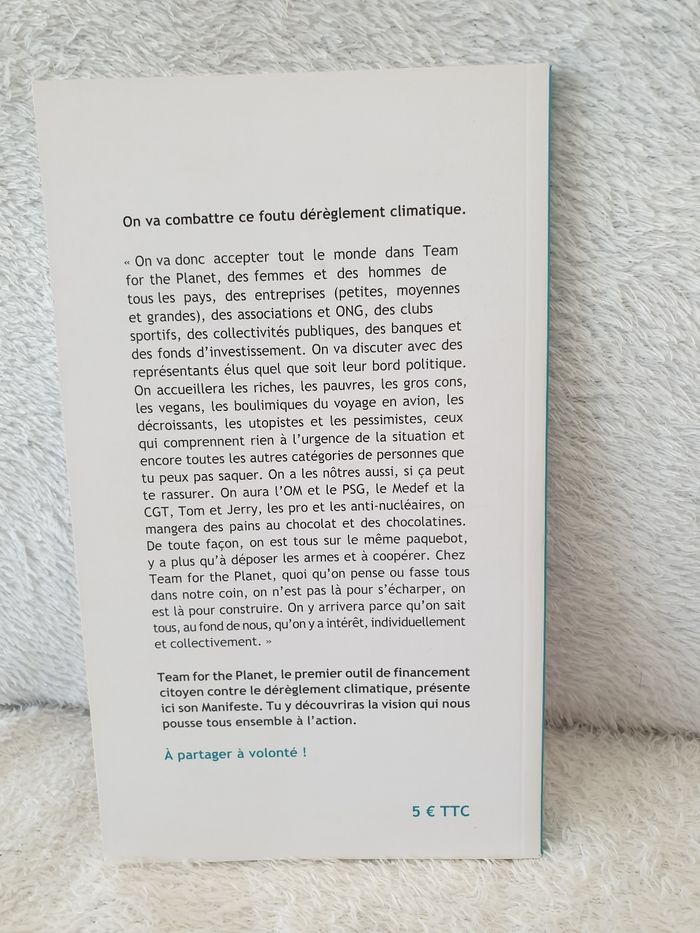 On va combattre ce foutu dérèglement climatique.
« On va donc accepter tout le monde dans Team
for the Planet, des femmes et des hommes de
tous les pays, des entreprises (petites, moyennes
et grandes), des associations et ONG, des clubs
sportifs, des collectivités publiques, des banques et
des fonds d'investissement. On va discuter avec des
représentants élus quel que soit leur bord politique.
On accueillera les riches, les pauvres, les gros cons,
les vegans, les boulimiques du voyage en avion, les
décroissants, les utopistes et les pessimistes, ceux
qui comprennent rien à l'urgence de la situation et
encore toutes les autres catégories de personnes que
tu peux pas saquer. On a les nôtres aussi, si ça peut
te rassurer. On aura l'OM et le PSG, le Medef et la
CGT, Tom et Jerry, les pro et les anti-nucléaires, on
mangera des pains au chocolat et des chocolatines.
De toute façon, on est tous sur le même paquebot,
y a plus qu'à déposer les armes et à coopérer. Chez
Team for the Planet, quoi qu'on pense ou fasse tous
dans notre coin, on n'est pas là pour s'écharper, on
est là pour construire. On y arrivera parce qu'on sait
tous, au fond de nous, qu'on y a intérêt, individuellement
et collectivement. »
Team for the Planet, le premier outil de financement
citoyen contre le dérèglement climatique, présente
ici son Manifeste. Tu y découvriras la vision qui nous
pousse tous ensemble à l'action.
À partager à volonté !
5 € TTC